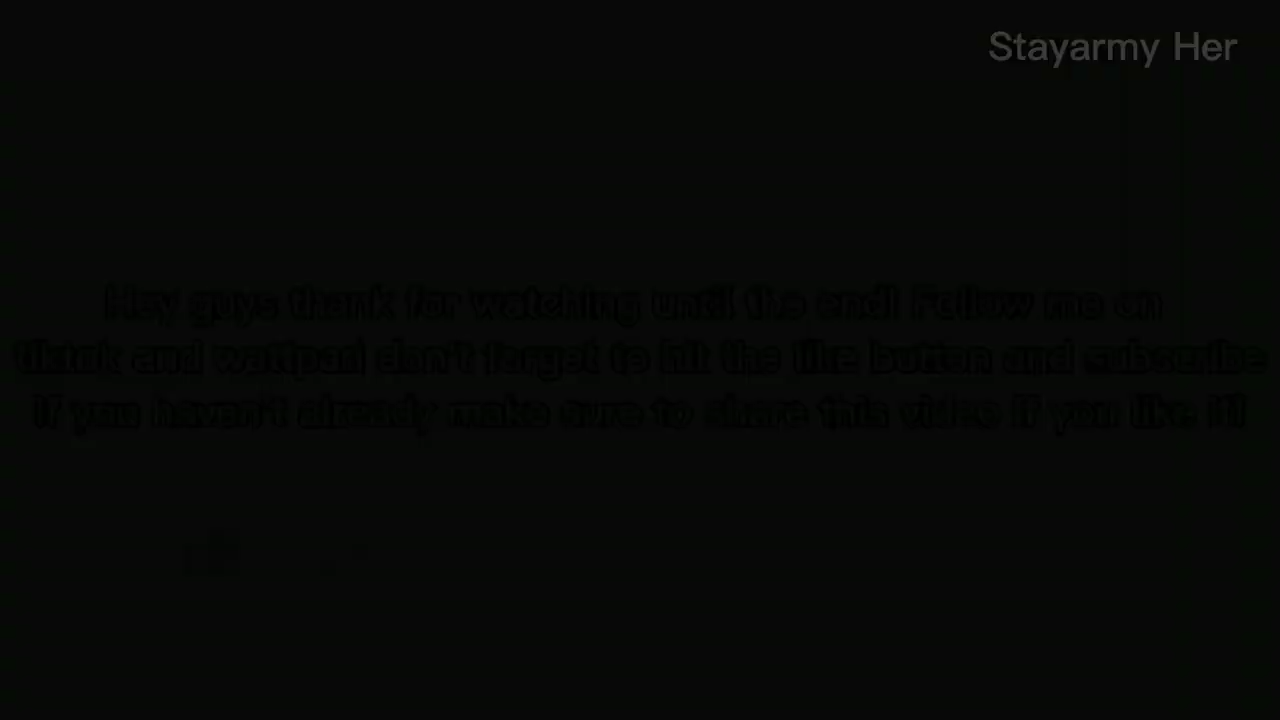 Stayarmy Her
Hey guys thank for watching until the end! Follow me on
tiktok and wattpad don't forget to hit the like button and subscribe
if you haven't already make sure to share this video if you like it!